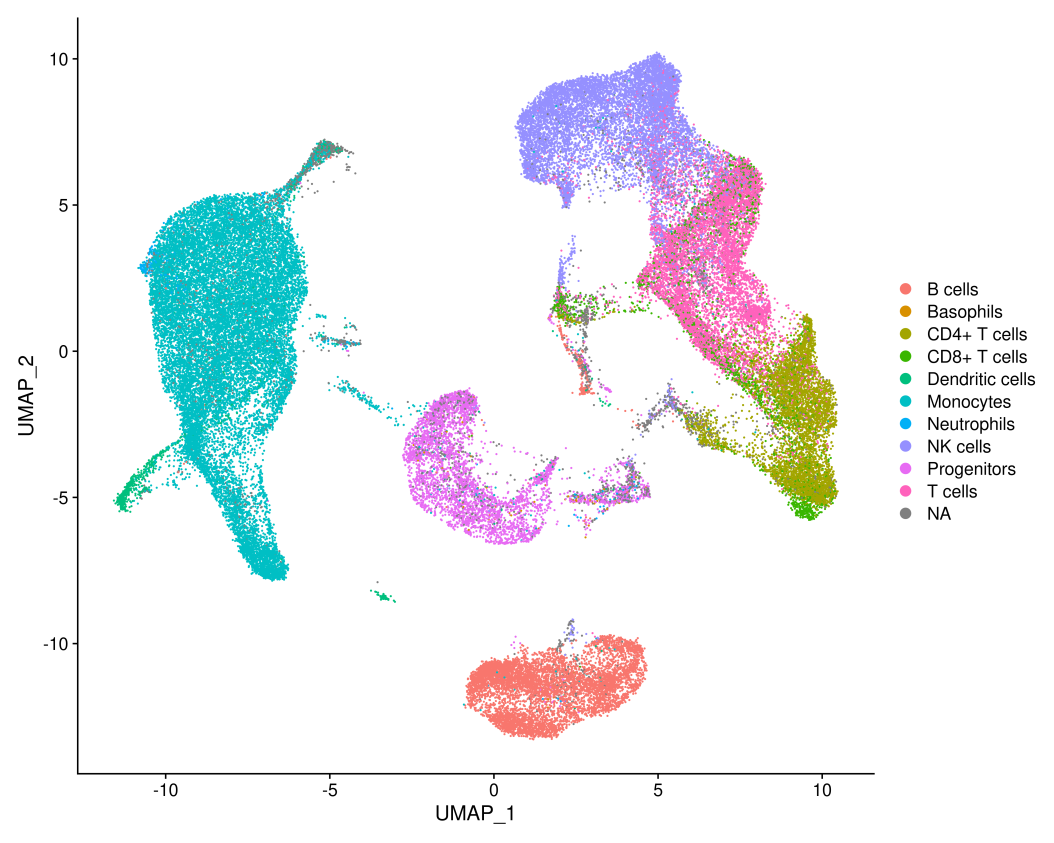 10
5
0
-5
-10
UMAP_2
-10 -5 0 5 10
UMAP_1
B cells
Basophils
CD4+ T cells
CD8+ T cells
Dendritic cells
Monocytes
Neutrophils
NK cells
Progenitors
T cells
NA